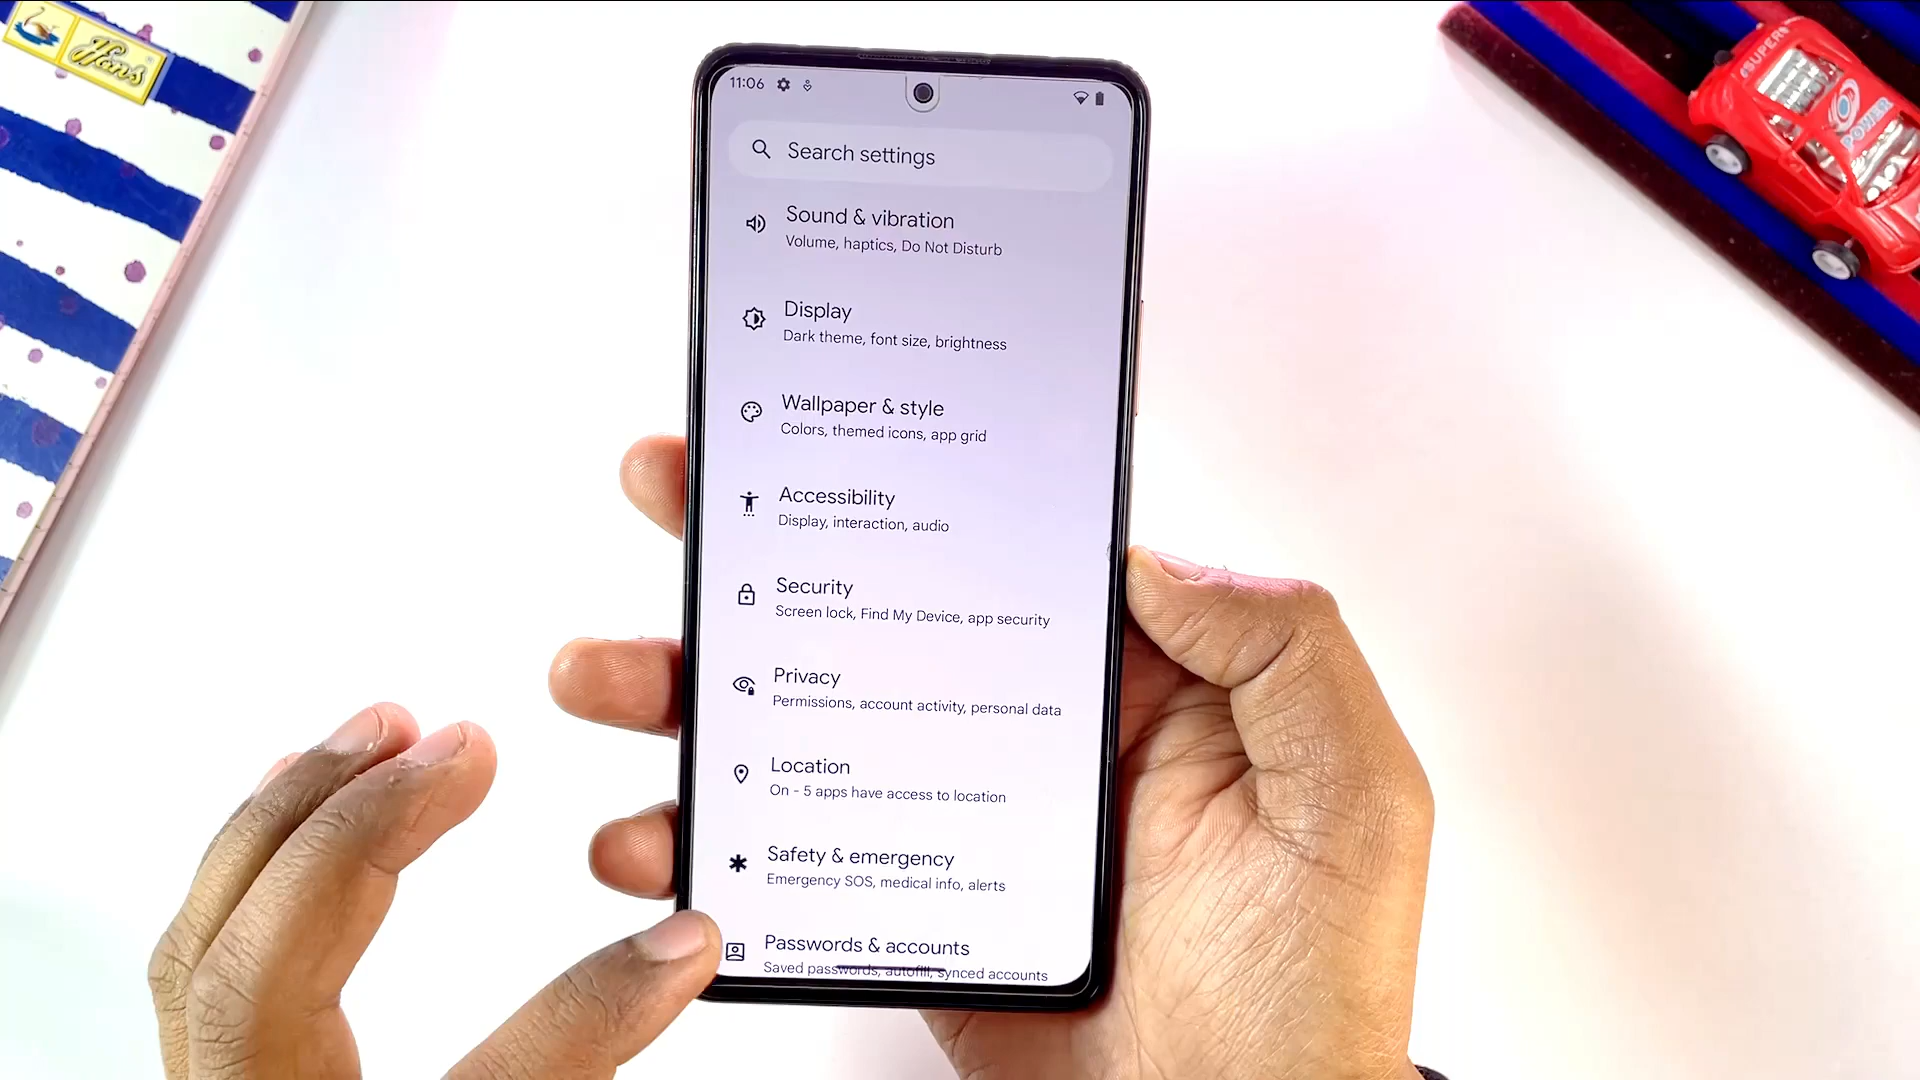 Hans
11:06
Search settings
Sound & vibration
Volume, haptics, Do Not Disturb
Display
Dark theme, font size, brightness
Wallpaper & style
Colors, themed icons, app grid
Accessibility
Display, interaction, audio
Security
Screen lock, Find My Device, app security
Privacy
Permissions, account activity, personal data
Location
On - 5 apps have access to location
Safety & emergency
Emergency SOS, medical info, alerts
Passwords & accounts
Saved passwords, autofill, synced accounts
SUPER
POWER